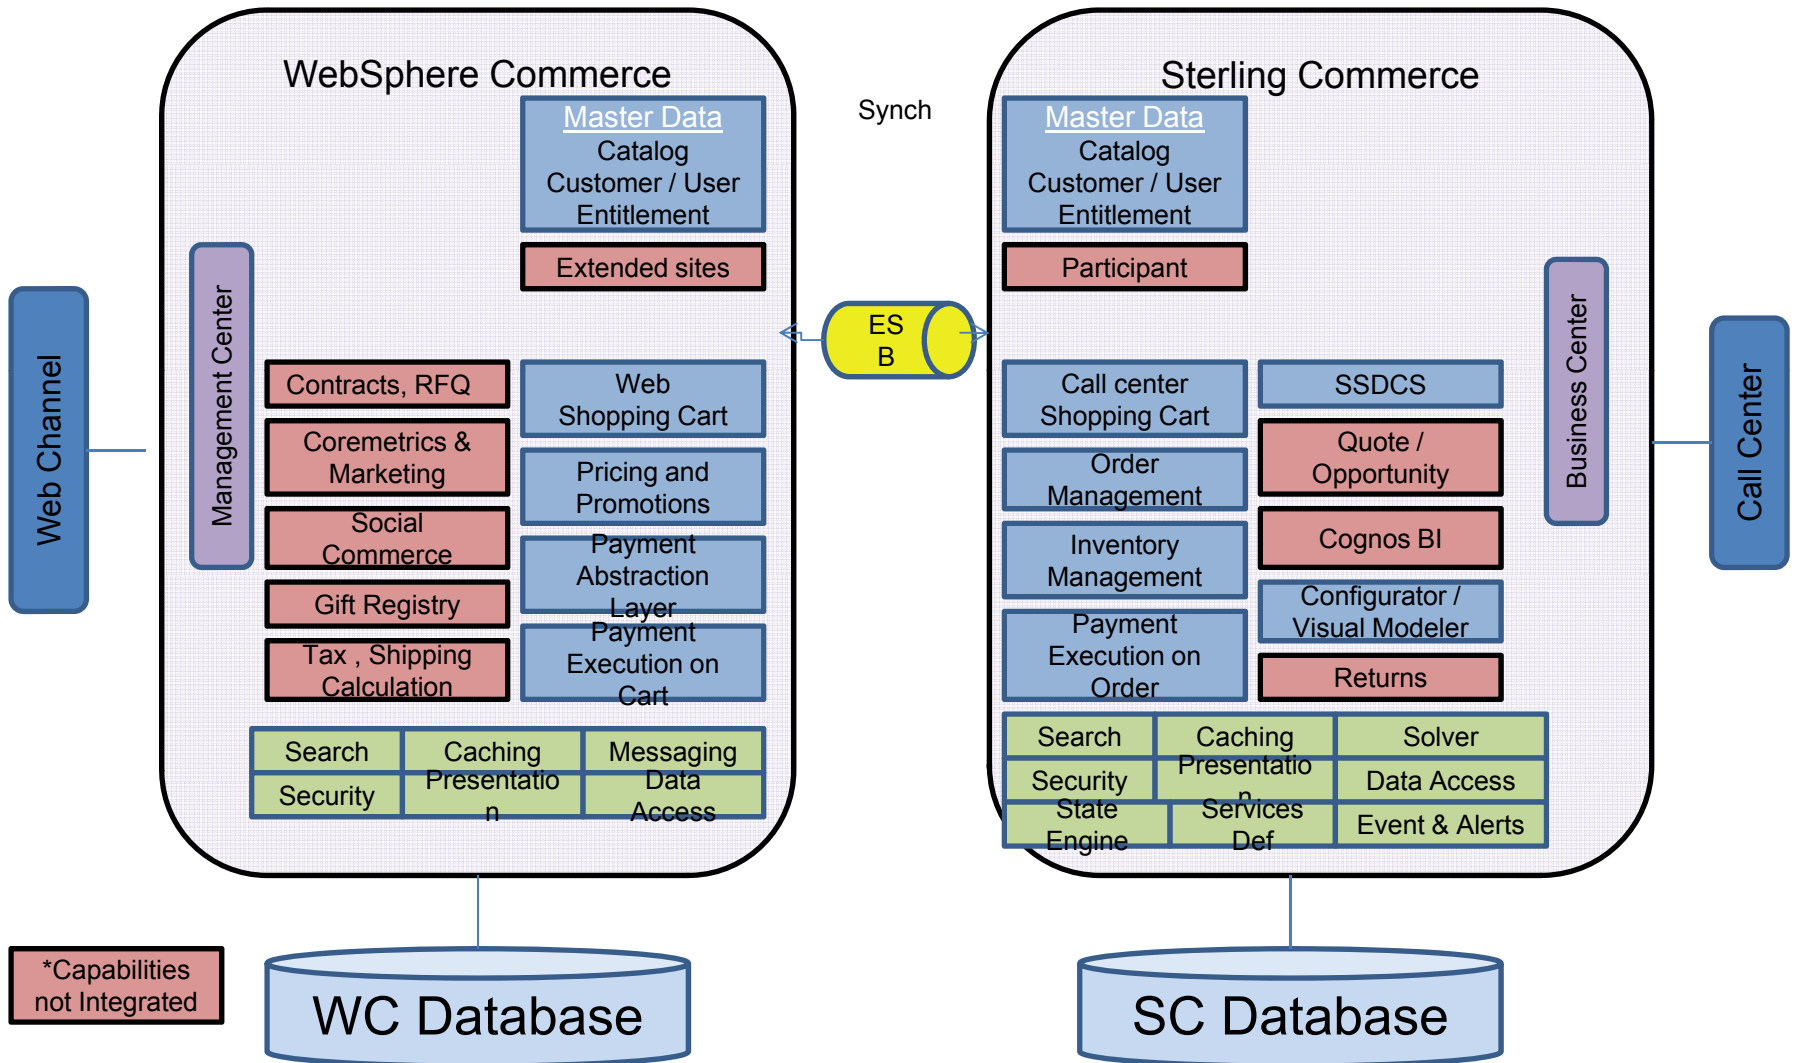 WebSphere Commerce
Master Data
Catalog
Customer / User
Entitlement
Extended sites
Management Center
Web Channel
Contracts, RFQ
Coremetrics &
Marketing
Social
Commerce
Gift Registry
Tax , Shipping
Calculation
Web
Shopping Cart
Pricing and
Promotions
Payment
Abstraction
Layer
Payment
Execution on
Cart
Search
Caching
Messaging
Security
Presentatio
n
Data
Access
Synch
ES
B
Sterling Commerce
Master Data
Catalog
Customer / User
Entitlement
Participant
Call center
Shopping Cart
Order
Management
Inventory
Management
Payment
Execution on
Order
SSDCS
Quote /
Opportunity
Cognos BI
Configurator /
Visual Modeler
Returns
Business Center
Call Center
Search
Caching
Solver
Security
Presentatio
n
Data Access
State
Engine
Services
Def
Event & Alerts
*Capabilities
not Integrated
WC Database
SC Database